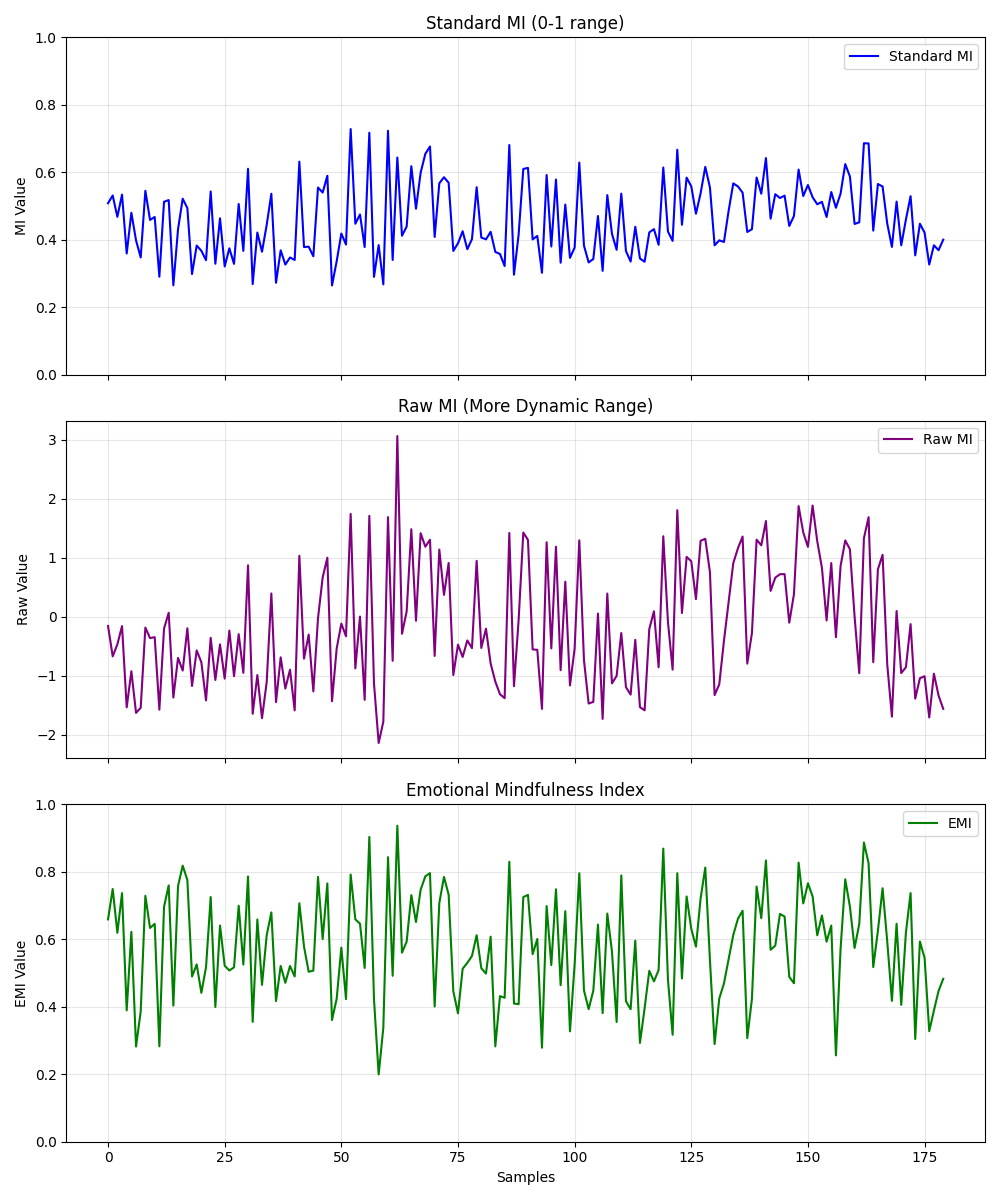 Standard MI (0-1 range)
1.0
0.8
0.6
0.4
0.2
0.0
MI Value
Standard MI
Raw MI (More Dynamic Range)
3
2
1
0
−1
−2
Raw Value
Raw MI
Emotional Mindfulness Index
1.0
0.8
0.6
0.4
0.2
0.0
EMI Value
EMI
0 25 50 75 100 125 150 175
Samples